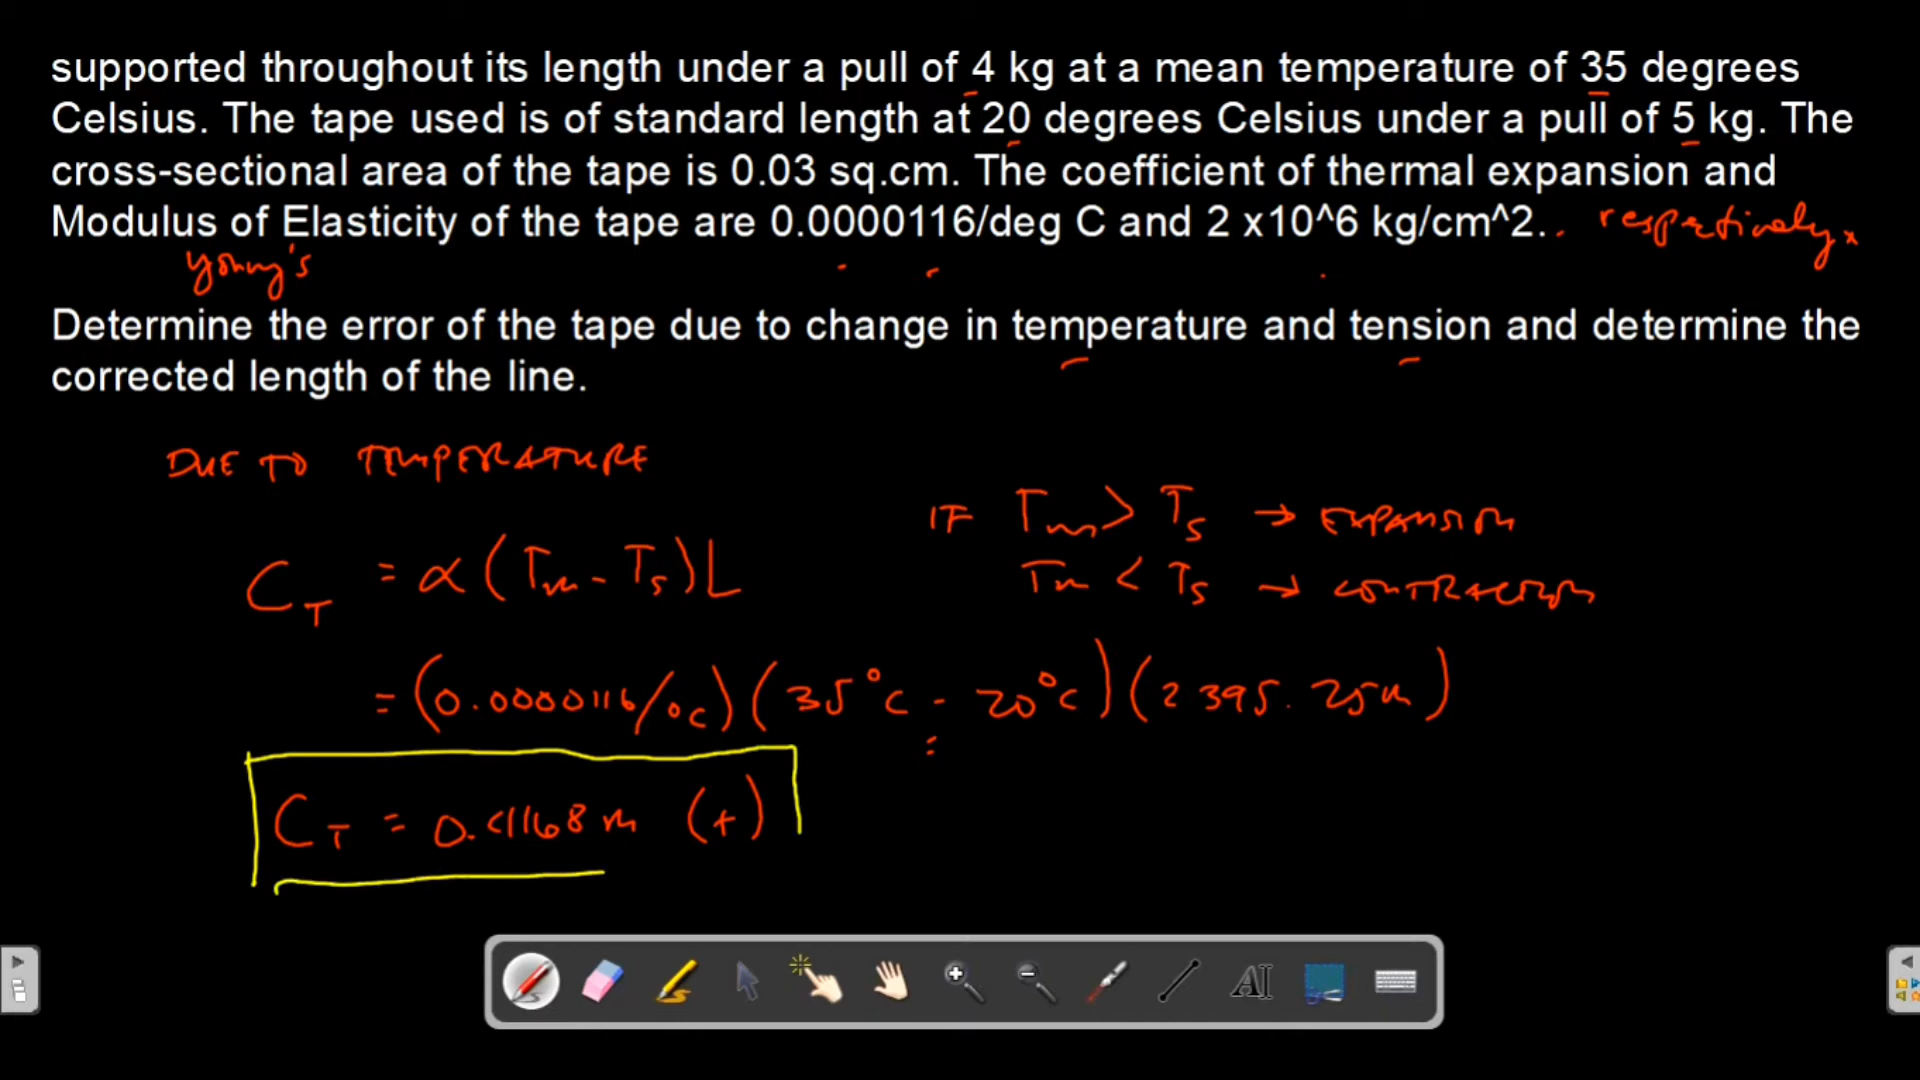 supported throughout its length under a pull of 4 kg at a mean temperature of 35 degrees
Celsius. The tape used is of standard length at 20 degrees Celsius under a pull of 5 kg. The
cross-sectional area of the tape is 0.03 sq.cm. The coefficient of thermal expansion and
Modulus of Elasticity of the tape are 0.0000116/deg C and 2 x10^6 kg/cm^2.. respectively
young's
Determine the error of the tape due to change in temperature and tension and determine the
corrected length of the line.
DUE TO TEMPERATURE
IF Tm > Ts → EXPANSION
C_T = α (Tm - Ts) L
Tm < Ts → CONTRACTION
= (0.0000116/°C) (35°C - 20°C) (2395.25m)
C_T = 0.41168 m (+)
AI